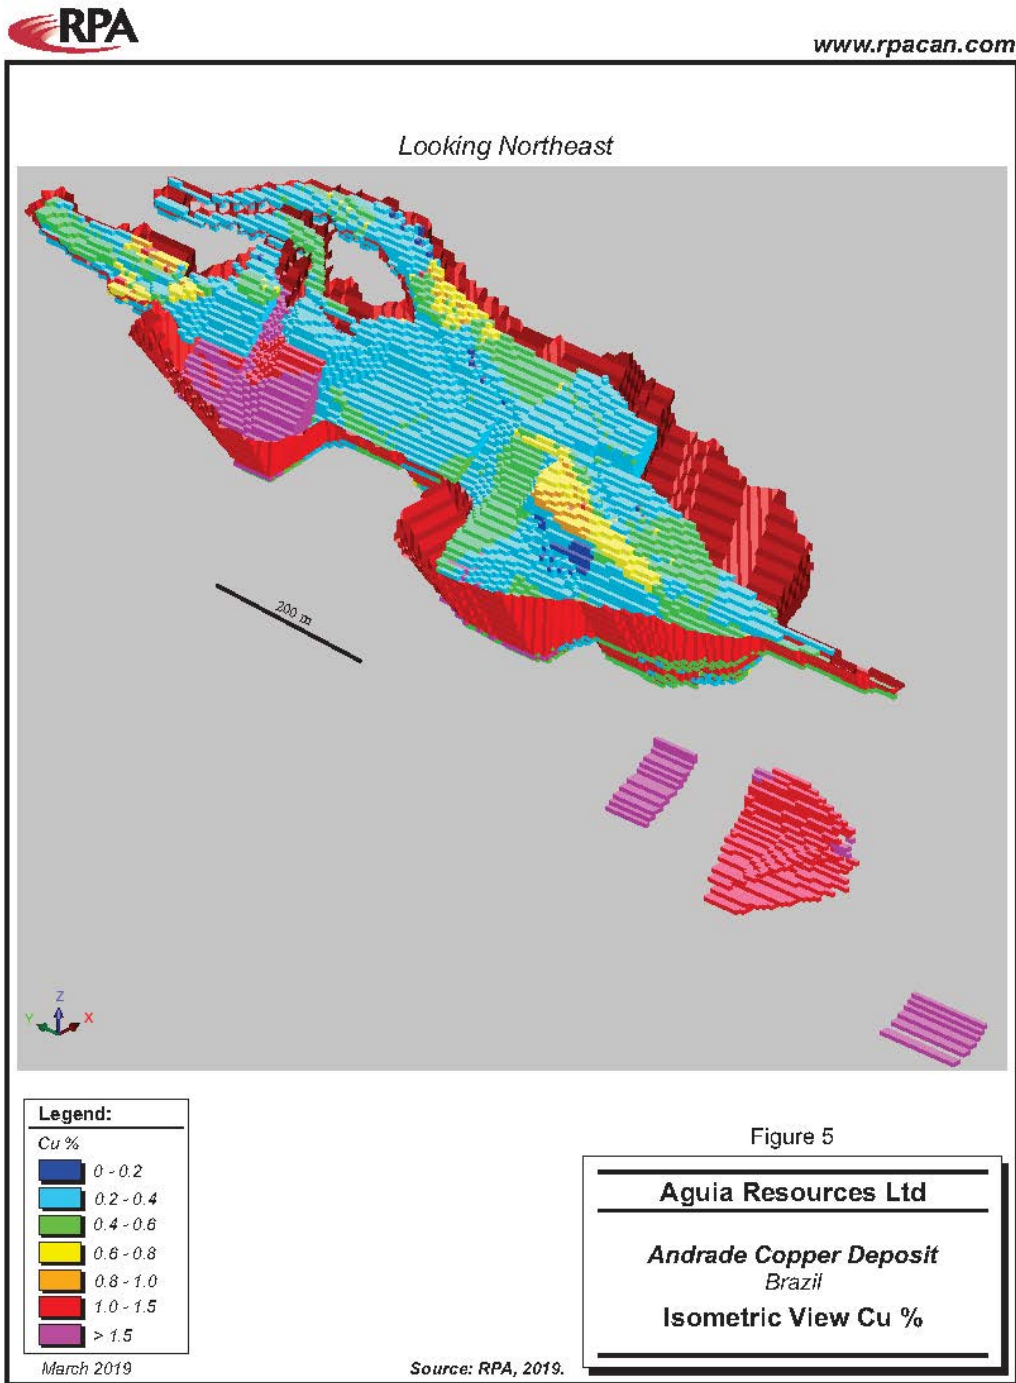 RPA
www.rpacan.com
Looking Northeast
200 m
Z
Y
X
Legend:
Cu %
0 - 0.2
0.2 - 0.4
0.4 - 0.6
0.6 - 0.8
0.8 - 1.0
1.0 - 1.5
> 1.5
March 2019
Source: RPA, 2019.
Figure 5
Aguia Resources Ltd
Andrade Copper Deposit
Brazil
Isometric View Cu %